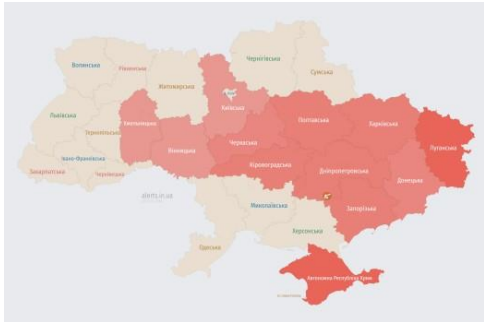 Чернігівська
Волинська
Рівненська
Сумська
Житомирська
Київська
Львівська
Полтавська
Харківська
Хмельницька
Тернопільська
Черкаська
Луганська
Вінницька
Івано-Франківська
Кіровоградська
Дніпропетровська
Закарпатська
Чернівецька
Донецька
alerts.in.ua
Миколаївська
Запорізька
Херсонська
Одеська
Автономна Республіка Крим